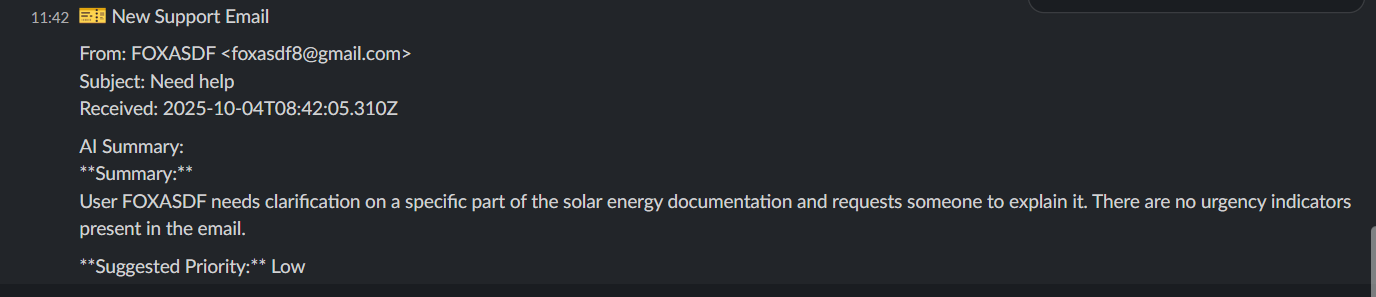 11:42 🎫 New Support Email
From: FOXASDF <foxasdf8@gmail.com>
Subject: Need help
Received: 2025-10-04T08:42:05.310Z
AI Summary:
**Summary:**
User FOXASDF needs clarification on a specific part of the solar energy documentation and requests someone to explain it. There are no urgency indicators
present in the email.
**Suggested Priority:** Low